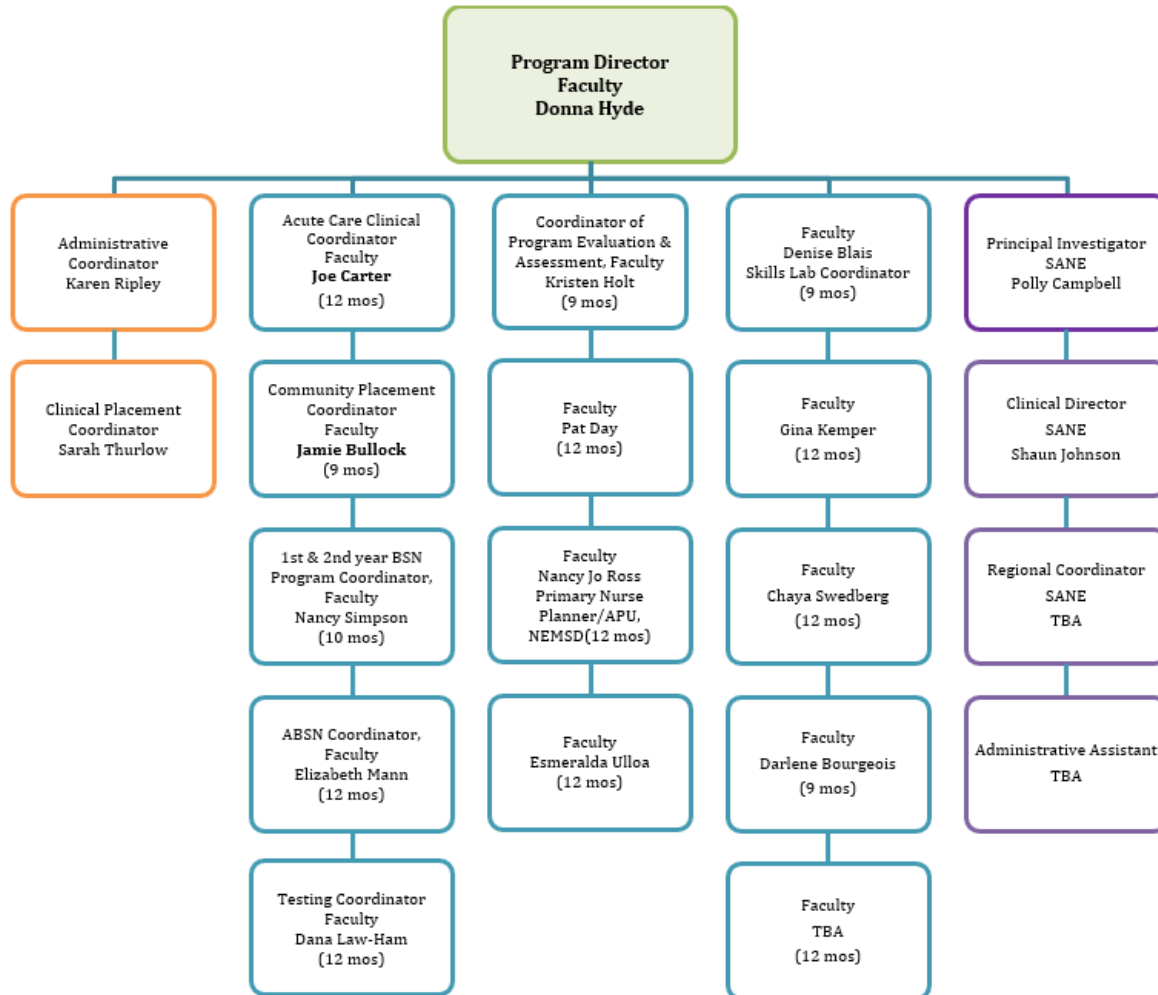 Program Director
Faculty
Donna Hyde
Administrative
Coordinator
Karen Ripley
Clinical Placement
Coordinator
Sarah Thurlow
Acute Care Clinical
Coordinator
Faculty
Joe Carter
(12 mos)
Community Placement
Coordinator
Faculty
Jamie Bullock
(9 mos)
1st & 2nd year BSN
Program Coordinator,
Faculty
Nancy Simpson
(10 mos)
ABSN Coordinator,
Faculty
Elizabeth Mann
(12 mos)
Testing Coordinator
Faculty
Dana Law-Ham
(12 mos)
Coordinator of
Program Evaluation &
Assessment, Faculty
Kristen Holt
(9 mos)
Faculty
Pat Day
(12 mos)
Faculty
Nancy Jo Ross
Primary Nurse
Planner/APU,
NEMSD(12 mos)
Faculty
Esmeralda Ulloa
(12 mos)
Faculty
Denise Blais
Skills Lab Coordinator
(9 mos)
Faculty
Gina Kemper
(12 mos)
Faculty
Chaya Swedberg
(12 mos)
Faculty
Darlene Bourgeois
(9 mos)
Faculty
TBA
(12 mos)
Principal Investigator
SANE
Polly Campbell
Clinical Director
SANE
Shaun Johnson
Regional Coordinator
SANE
TBA
Administrative Assistant
TBA